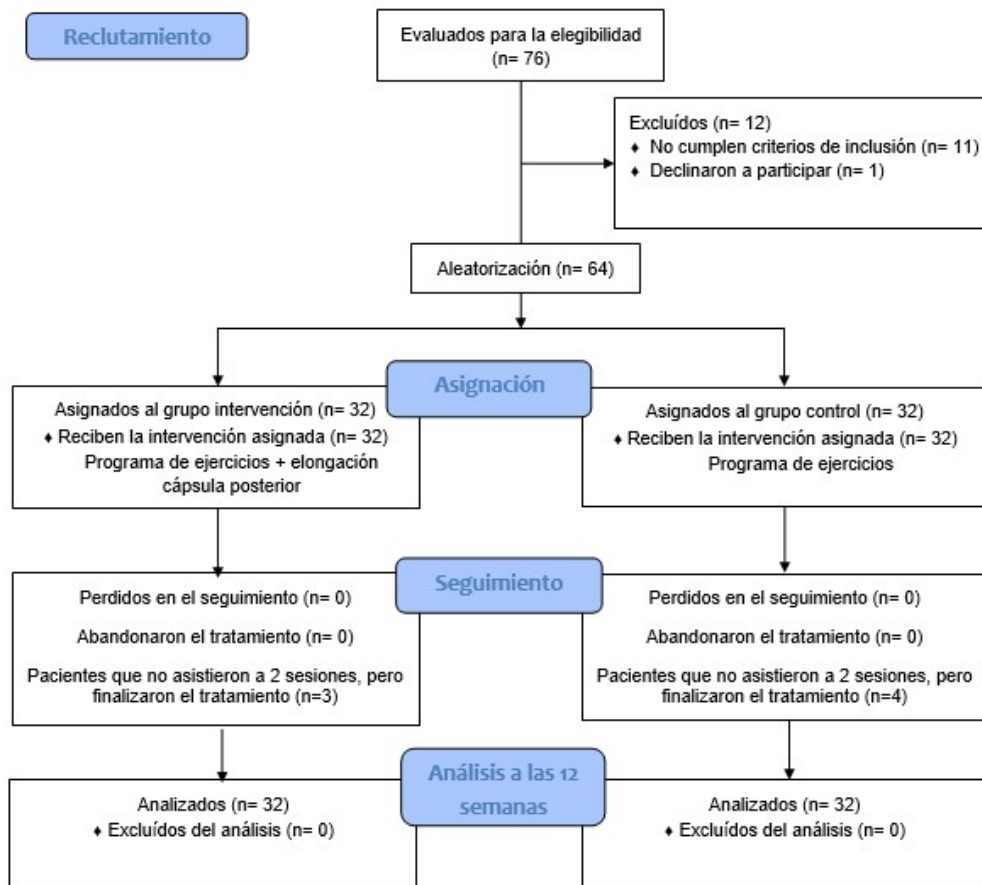 Reclutamiento
Evaluados para la elegibilidad
(n= 76)
Excluídos (n= 12)
♦ No cumplen criterios de inclusión (n= 11)
♦ Declinaron a participar (n= 1)
Aleatorización (n= 64)
Asignación
Asignados al grupo intervención (n= 32)
♦ Reciben la intervención asignada (n= 32)
Programa de ejercicios + elongación
cápsula posterior
Asignados al grupo control (n= 32)
♦ Reciben la intervención asignada (n= 32)
Programa de ejercicios
Seguimiento
Perdidos en el seguimiento (n= 0)
Abandonaron el tratamiento (n= 0)
Pacientes que no asistieron a 2 sesiones, pero
finalizaron el tratamiento (n=3)
Perdidos en el seguimiento (n= 0)
Abandonaron el tratamiento (n= 0)
Pacientes que no asistieron a 2 sesiones, pero
finalizaron el tratamiento (n=4)
Análisis a las 12
semanas
Analizados (n= 32)
♦ Excluídos del análisis (n= 0)
Analizados (n= 32)
♦ Excluídos del análisis (n= 0)